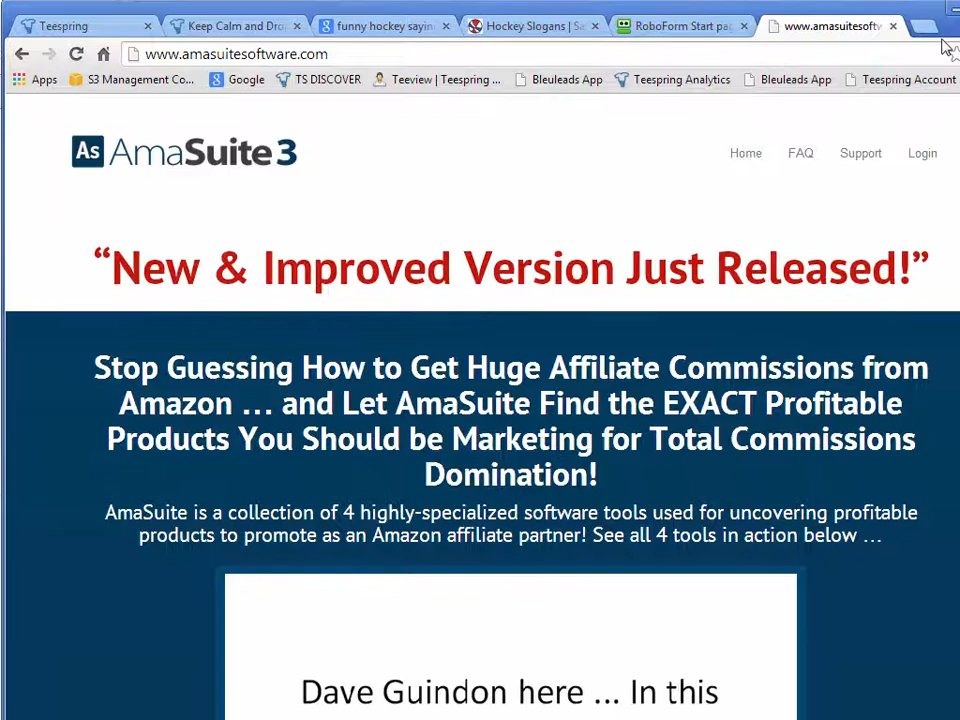 Teespring
Keep Calm and Drop
funny hockey sayin
Hockey Slogans | Sa
RoboForm Start pag
www.amasuitesoftw
www.amasuitesoftware.com
Apps
S3 Management Co...
Google
TS DISCOVER
Teeview | Teespring ...
Bleuleads App
Teespring Analytics
Bleuleads App
Teespring Account
As AmaSuite 3
Home
FAQ
Support
Login
“New & Improved Version Just Released!”
Stop Guessing How to Get Huge Affiliate Commissions from
Amazon … and Let AmaSuite Find the EXACT Profitable
Products You Should be Marketing for Total Commissions
Domination!
AmaSuite is a collection of 4 highly-specialized software tools used for uncovering profitable
products to promote as an Amazon affiliate partner! See all 4 tools in action below …
Dave Guindon here ... In this